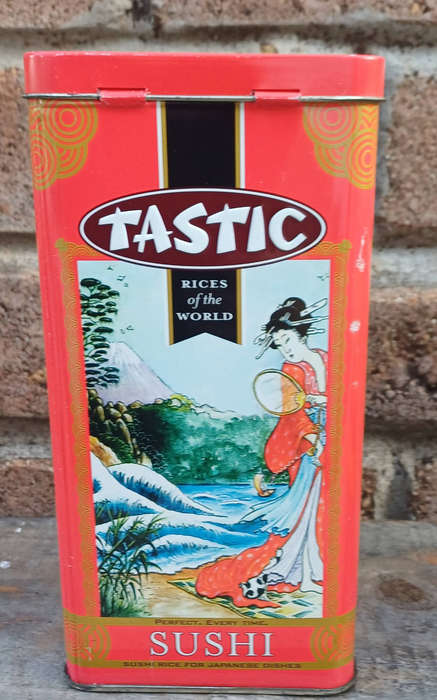 TASTIC
RICES
of the
WORLD
PERFECT. EVERY TIME.
SUSHI
SUSHI RICE FOR JAPANESE DISHES